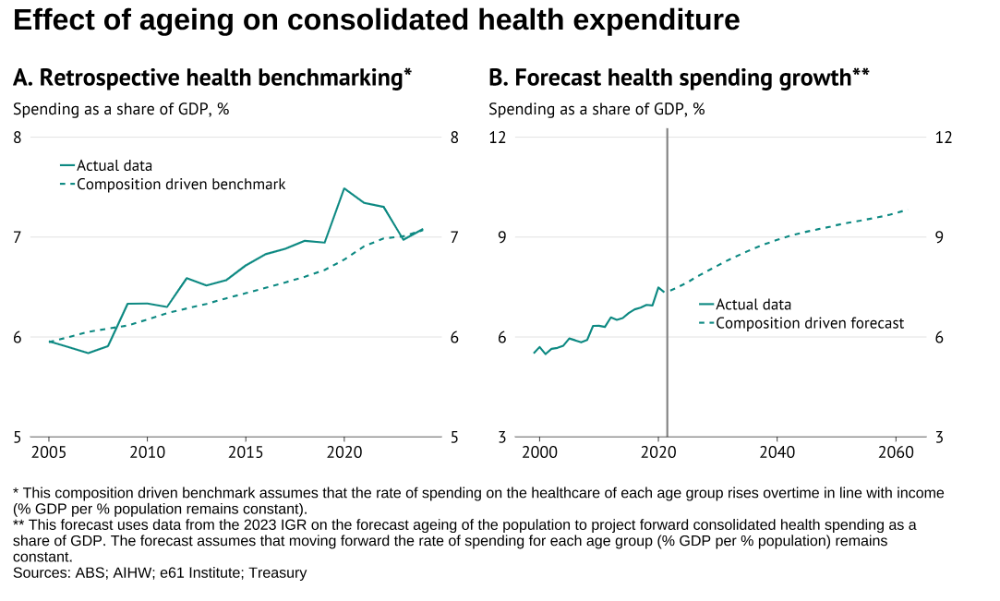 Effect of ageing on consolidated health expenditure
A. Retrospective health benchmarking*
Spending as a share of GDP, %
8
8
Actual data
Composition driven benchmark
7
7
6
6
5
5
2005
2010
2015
2020
B. Forecast health spending growth**
Spending as a share of GDP, %
12
12
9
9
Actual data
Composition driven forecast
6
6
3
3
2000
2020
2040
2060
* This composition driven benchmark assumes that the rate of spending on the healthcare of each age group rises overtime in line with income
(% GDP per % population remains constant).
** This forecast uses data from the 2023 IGR on the forecast ageing of the population to project forward consolidated health spending as a
share of GDP. The forecast assumes that moving forward the rate of spending for each age group (% GDP per % population) remains
constant.
Sources: ABS; AIHW; e61 Institute; Treasury